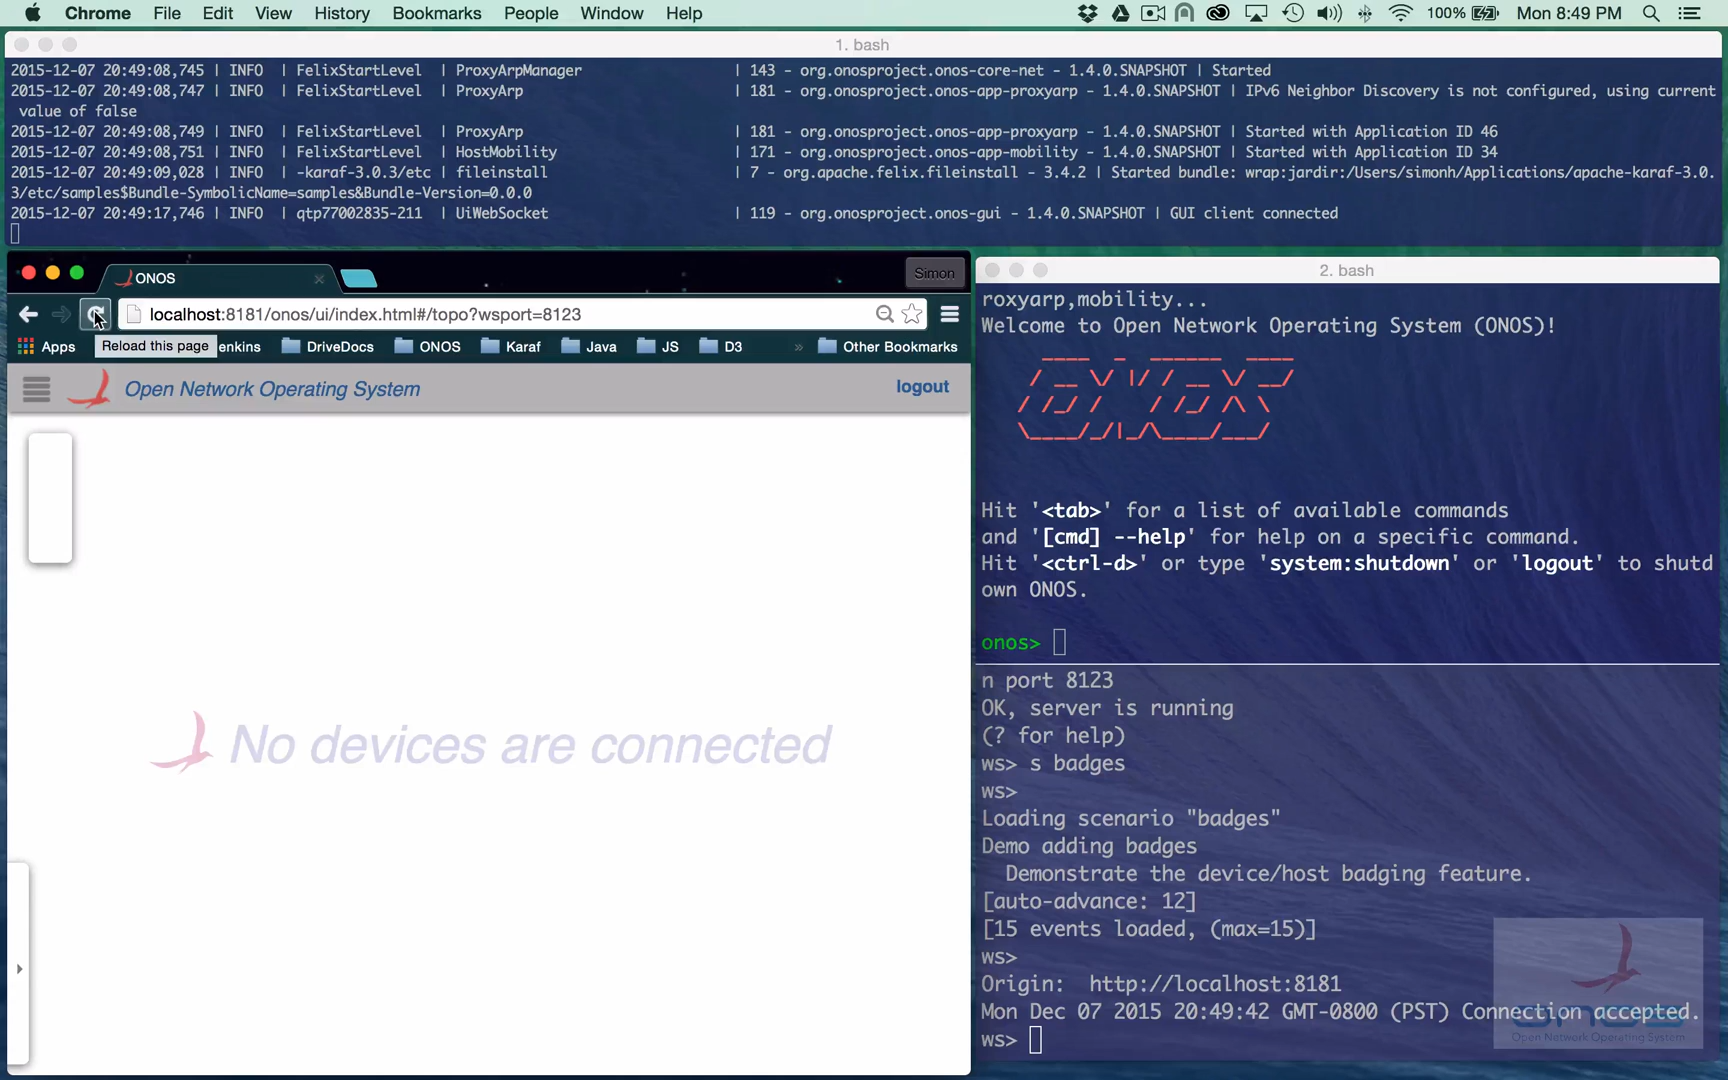 Chrome File Edit View History Bookmarks People Window Help 100% Mon 8:49 PM
1. bash
2015-12-07 20:49:08,745 | INFO | FelixStartLevel | ProxyArpManager | 143 - org.onosproject.onos-core-net - 1.4.0.SNAPSHOT | Started
2015-12-07 20:49:08,747 | INFO | FelixStartLevel | ProxyArp | 181 - org.onosproject.onos-app-proxyarp - 1.4.0.SNAPSHOT | IPv6 Neighbor Discovery is not configured, using current
value of false
2015-12-07 20:49:08,749 | INFO | FelixStartLevel | ProxyArp | 181 - org.onosproject.onos-app-proxyarp - 1.4.0.SNAPSHOT | Started with Application ID 46
2015-12-07 20:49:08,751 | INFO | FelixStartLevel | HostMobility | 171 - org.onosproject.onos-app-mobility - 1.4.0.SNAPSHOT | Started with Application ID 34
2015-12-07 20:49:09,028 | INFO | -karaf-3.0.3/etc | fileinstall | 7 - org.apache.felix.fileinstall - 3.4.2 | Started bundle: wrap:jardir:/Users/simonh/Applications/apache-karaf-3.0.
3/etc/samples$Bundle-SymbolicName=samples&Bundle-Version=0.0.0
2015-12-07 20:49:17,746 | INFO | qtp77002835-211 | UiWebSocket | 119 - org.onosproject.onos-gui - 1.4.0.SNAPSHOT | GUI client connected
ONOS
Simon
localhost:8181/onos/ui/index.html#/topo?wsport=8123
Apps Reload this page enkins DriveDocs ONOS Karaf Java JS D3 » Other Bookmarks
Open Network Operating System logout
No devices are connected
2. bash
roxyarp,mobility...
Welcome to Open Network Operating System (ONOS)!
Hit '<tab>' for a list of available commands
and '[cmd] --help' for help on a specific command.
Hit '<ctrl-d>' or type 'system:shutdown' or 'logout' to shutd
own ONOS.
onos>
n port 8123
OK, server is running
(? for help)
ws> s badges
ws>
Loading scenario "badges"
Demo adding badges
Demonstrate the device/host badging feature.
[auto-advance: 12]
[15 events loaded, (max=15)]
ws>
Origin: http://localhost:8181
Mon Dec 07 2015 20:49:42 GMT-0800 (PST) Connection accepted.
ws>
onos
Open Network Operating System